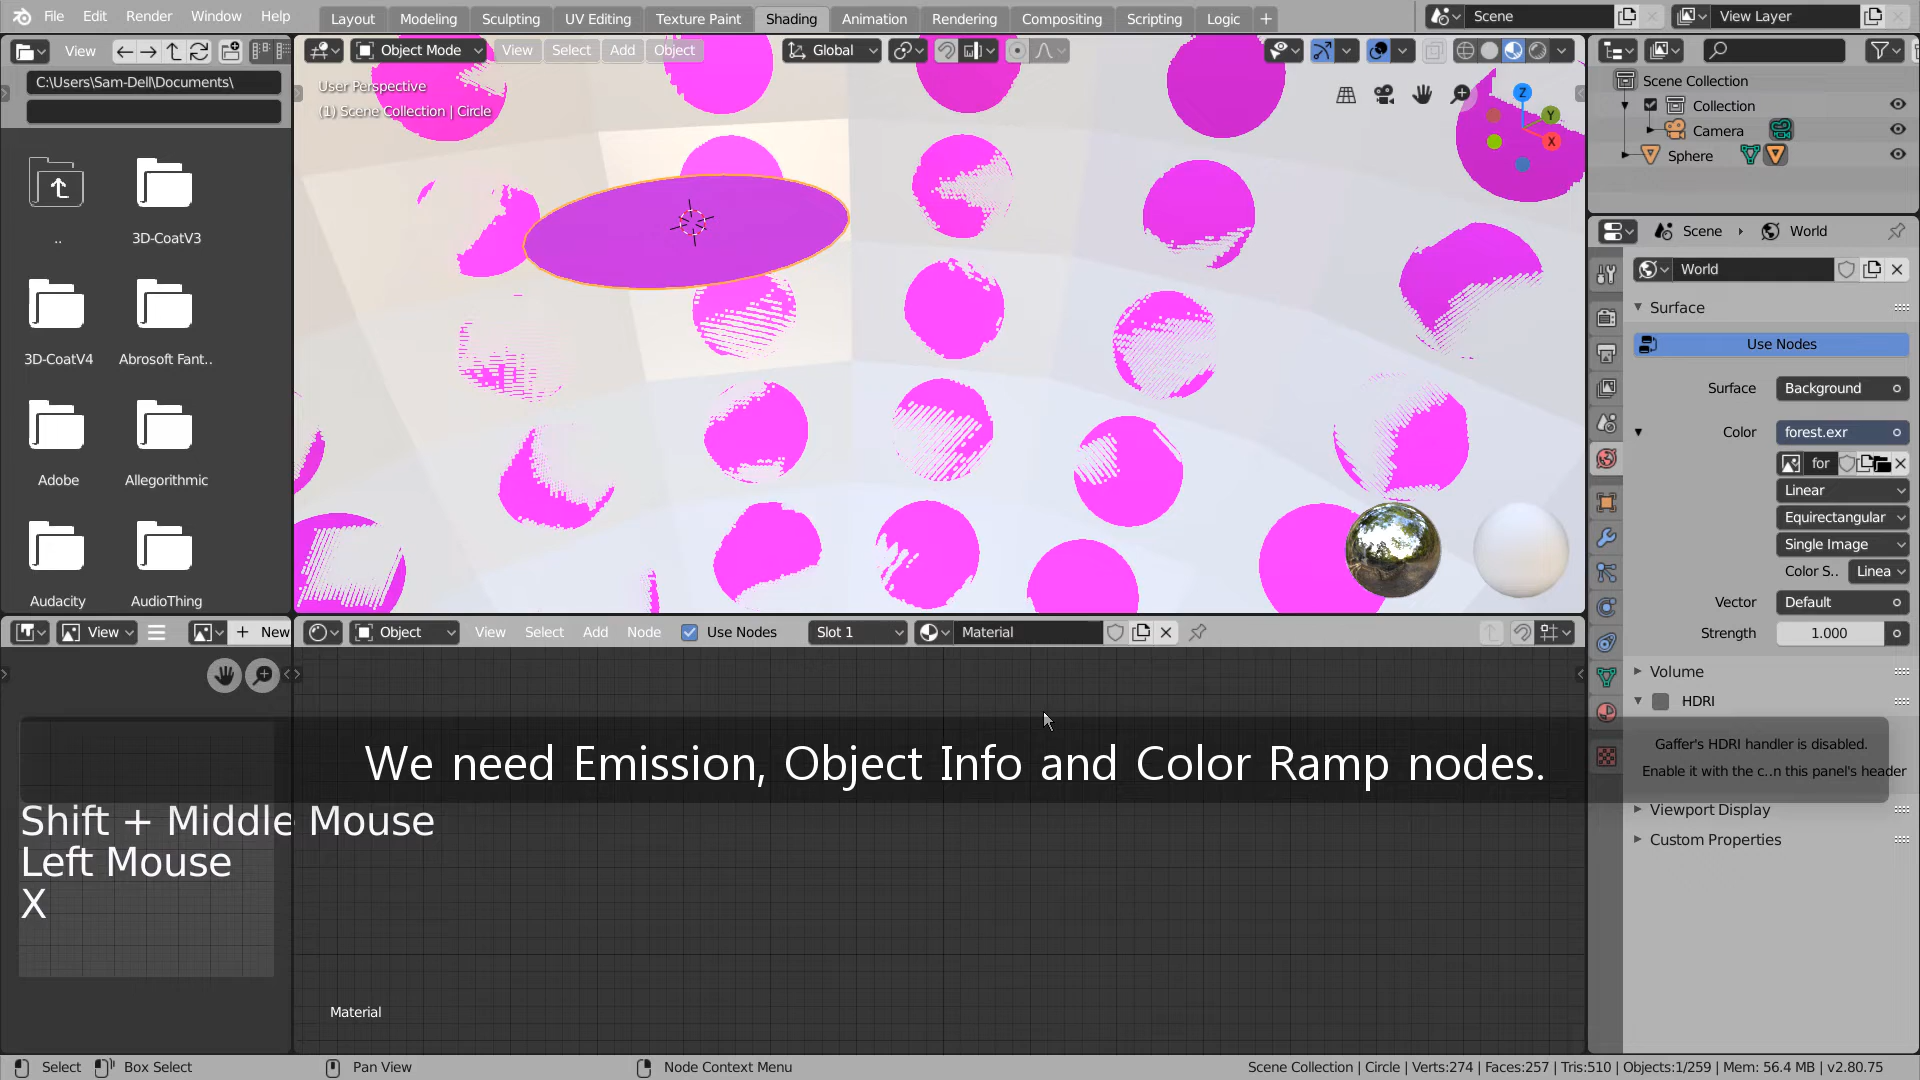 File Edit Render Window Help
Layout Modeling Sculpting UV Editing Texture Paint Shading Animation Rendering Compositing Scripting Logic +
Scene
View Layer
View
C:\Users\Sam-Dell\Documents\
..
3D-CoatV3
3D-CoatV4
Abrosoft Fant..
Adobe
Allegorithmic
Audacity
AudioThing
Object Mode View Select Add Object
Global
User Perspective
(1) Scene Collection | Circle
Z
Y
X
Scene Collection
Collection
Camera
Sphere
Scene › World
World
Surface
Use Nodes
Surface Background
Color forest.exr
for
Linear
Equirectangular
Single Image
Color S.. Linea
Vector Default
Strength 1.000
Volume
HDRI
Gaffer's HDRI handler is disabled.
Enable it with the c..n this panel's header
Viewport Display
Custom Properties
View + New
Object View Select Add Node Use Nodes Slot 1 Material
We need Emission, Object Info and Color Ramp nodes.
Shift + Middle Mouse
Left Mouse
X
Material
Select Box Select Pan View Node Context Menu
Scene Collection | Circle | Verts:274 | Faces:257 | Tris:510 | Objects:1/259 | Mem: 56.4 MB | v2.80.75